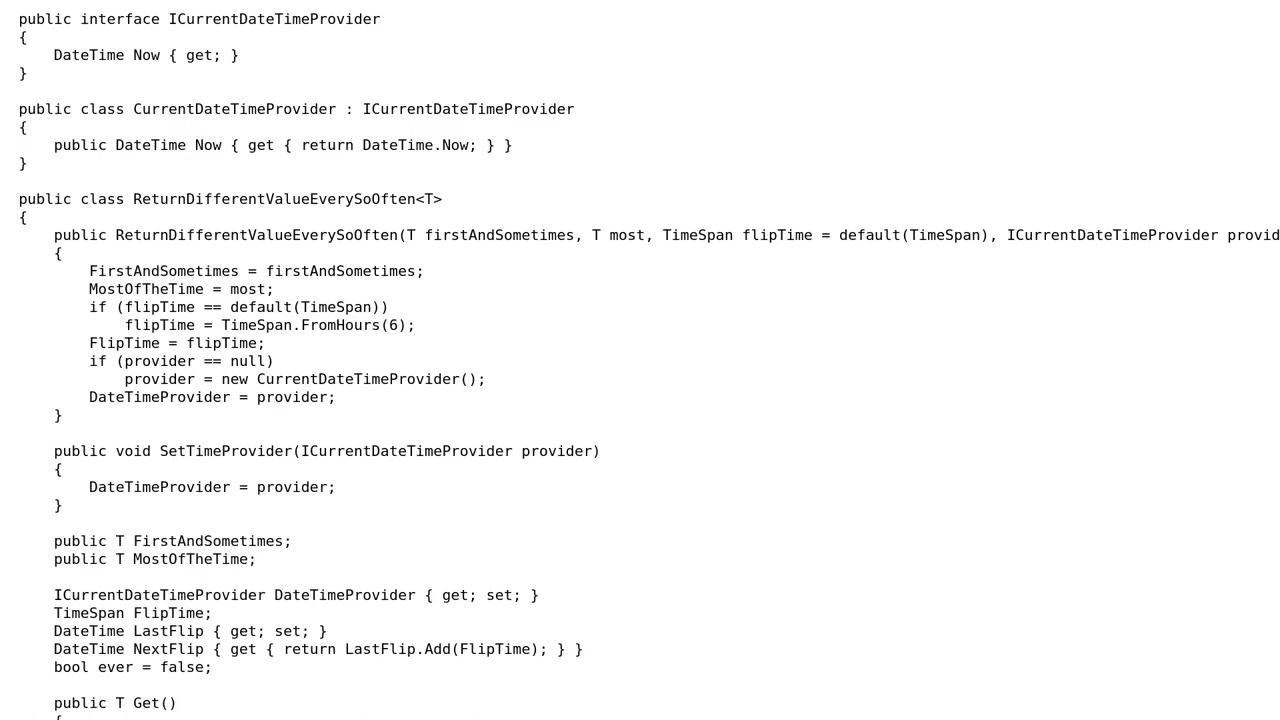 public interface ICurrentDateTimeProvider
{
    DateTime Now { get; }
}

public class CurrentDateTimeProvider : ICurrentDateTimeProvider
{
    public DateTime Now { get { return DateTime.Now; } }
}

public class ReturnDifferentValueEverySoOften<T>
{
    public ReturnDifferentValueEverySoOften(T firstAndSometimes, T most, TimeSpan flipTime = default(TimeSpan), ICurrentDateTimeProvider provid
    {
        FirstAndSometimes = firstAndSometimes;
        MostOfTheTime = most;
        if (flipTime == default(TimeSpan))
            flipTime = TimeSpan.FromHours(6);
        FlipTime = flipTime;
        if (provider == null)
            provider = new CurrentDateTimeProvider();
        DateTimeProvider = provider;
    }

    public void SetTimeProvider(ICurrentDateTimeProvider provider)
    {
        DateTimeProvider = provider;
    }

    public T FirstAndSometimes;
    public T MostOfTheTime;

    ICurrentDateTimeProvider DateTimeProvider { get; set; }
    TimeSpan FlipTime;
    DateTime LastFlip { get; set; }
    DateTime NextFlip { get { return LastFlip.Add(FlipTime); } }
    bool ever = false;

    public T Get()
    {